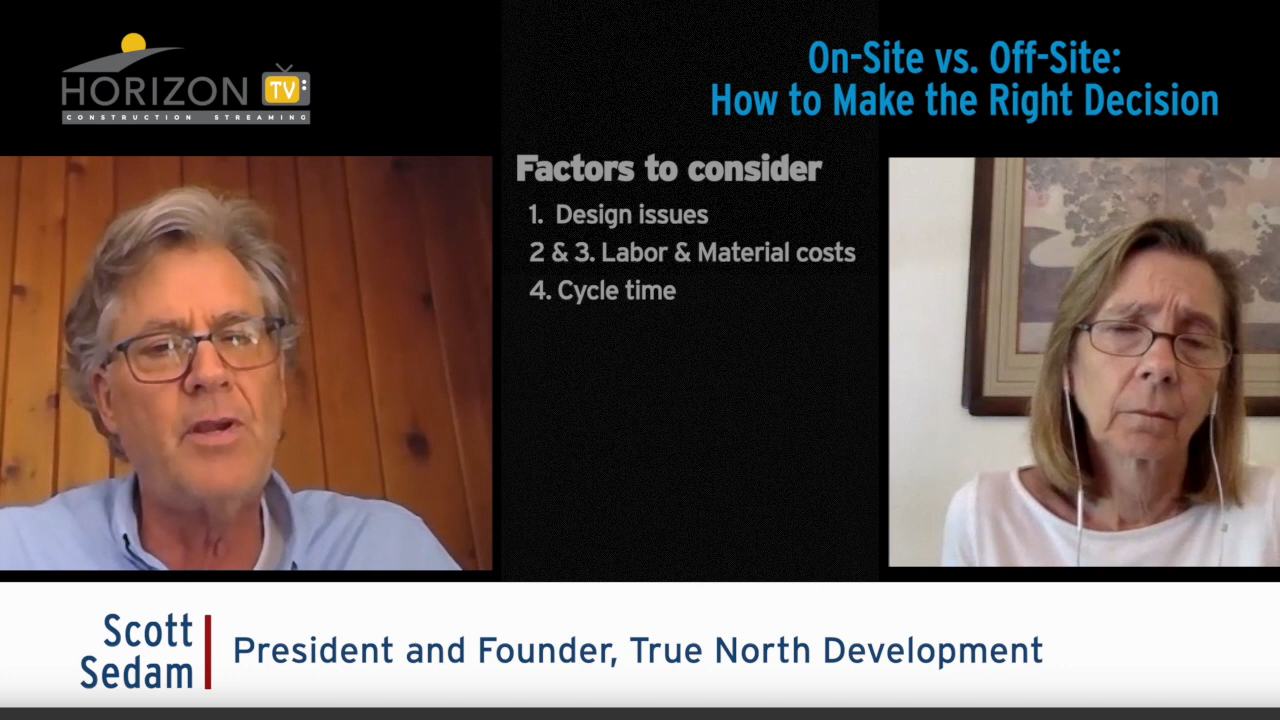 HORIZON TV
CONSTRUCTION STREAMING
On-Site vs. Off-Site:
How to Make the Right Decision
Factors to consider
1. Design issues
2 & 3. Labor & Material costs
4. Cycle time
Scott
Sedam
President and Founder, True North Development